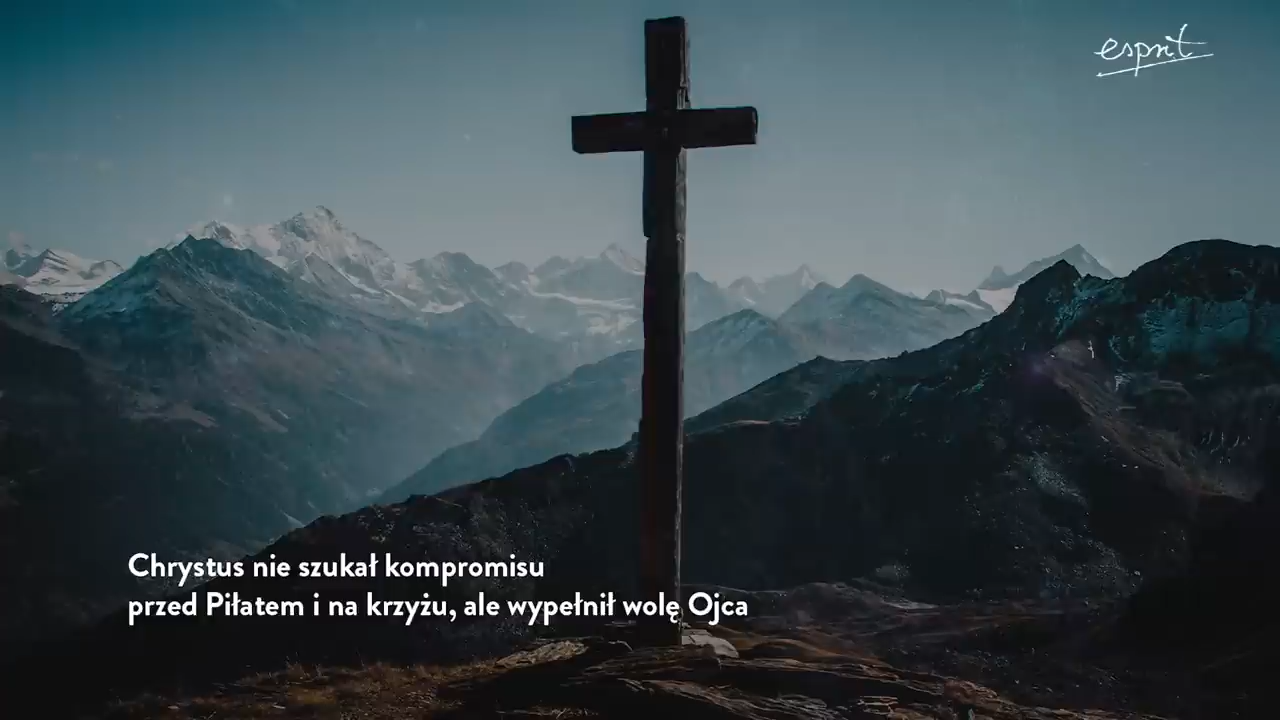 esprit
Chrystus nie szukał kompromisu
przed Piłatem i na krzyżu, ale wypełnił wolę Ojca